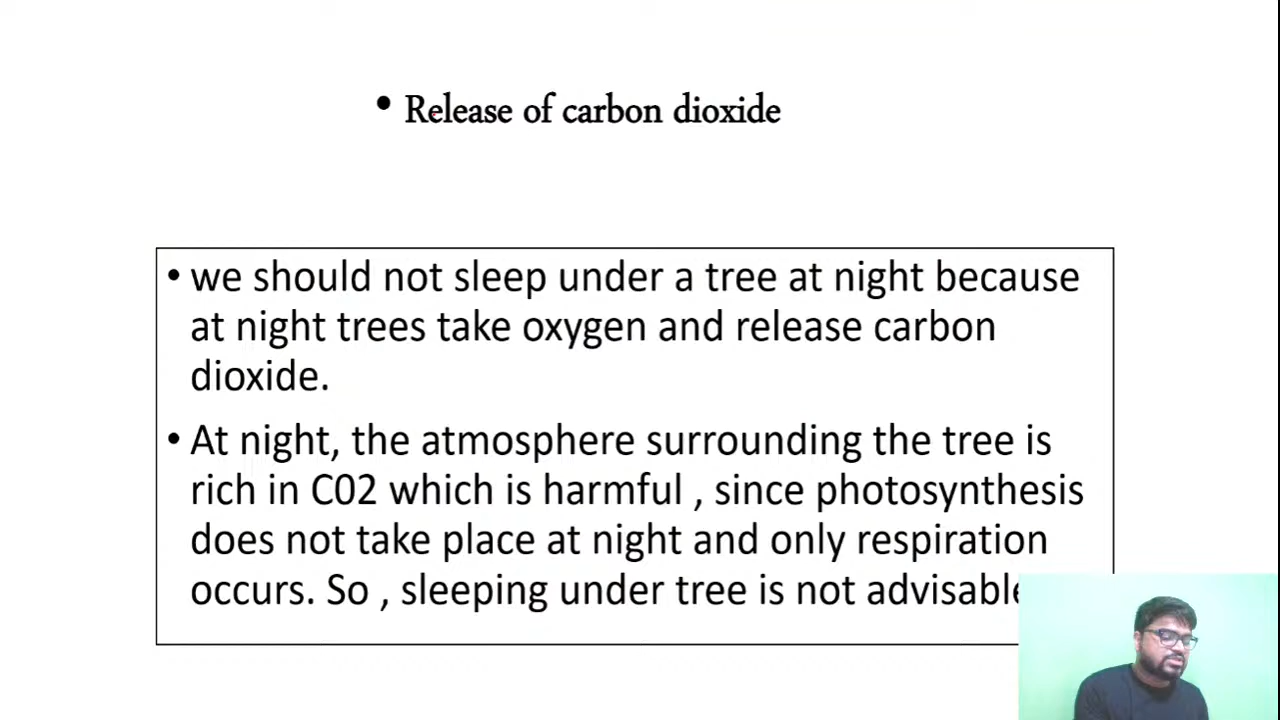 • Release of carbon dioxide
• we should not sleep under a tree at night because
at night trees take oxygen and release carbon
dioxide.
• At night, the atmosphere surrounding the tree is
rich in C02 which is harmful , since photosynthesis
does not take place at night and only respiration
occurs. So , sleeping under tree is not advisable